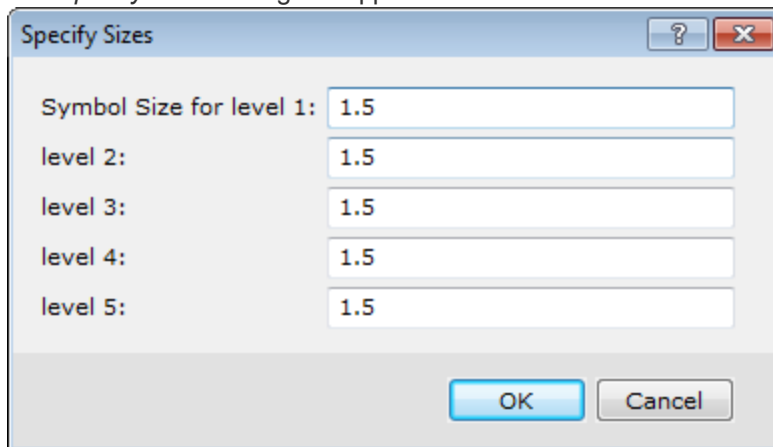 Specify Sizes
Symbol Size for level 1: 1.5
level 2: 1.5
level 3: 1.5
level 4: 1.5
level 5: 1.5
OK Cancel